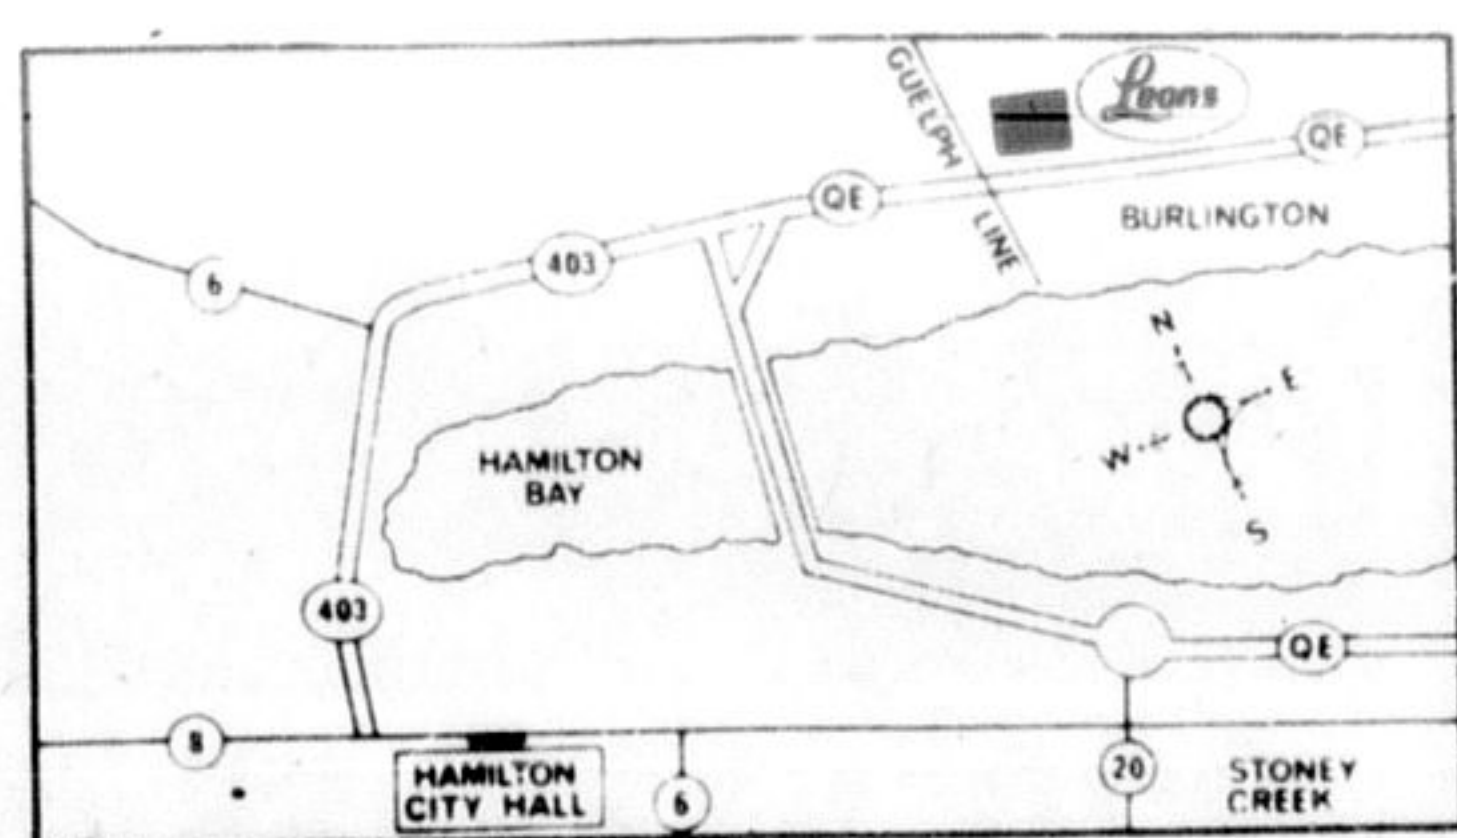 GUELPH
LINE
Leons
QE
QE
BURLINGTON
403
6
N
E
W
S
HAMILTON
BAY
403
QE
8
HAMILTON
CITY HALL
6
20
STONEY
CREEK